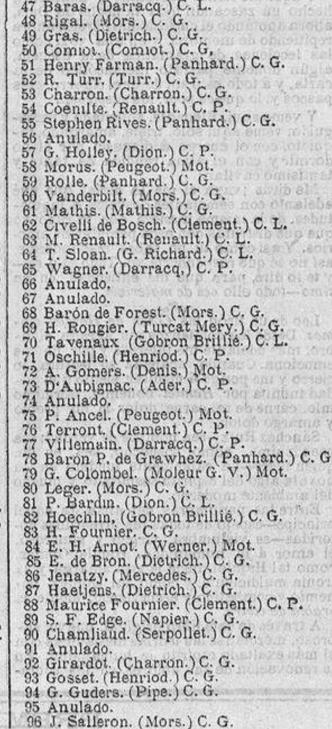 47 Baras. (Darracq.) C. L.
48 Rigal. (Mors.) C. G.
49 Gras. (Dietrich.) C. G.
50 Comiot. (Comiot.) C. G.
51 Henry Farman. (Panhard.) C. G.
52 R. Turr. (Turr.) C. G.
53 Charron. (Charron.) C. G.
54 Coenilte. (Renault.) C. P.
55 Stephen Rives. (Panhard.) C. G.
56 Anulado.
57 G. Holley. (Dion.) C. P.
58 Morus. (Peugeot.) Mot.
59 Rolle. (Panhard.) C. G.
60 Vanderbilt. (Mors.) C. G.
61 Mathis. (Mathis.) C. G.
62 Civelli de Bosch. (Clement.) C. L.
63 M. Renault. (Renault.) C. L.
64 T. Sloan. (G. Richard.) C. L.
65 Wagner. (Darracq,) C. P.
66 Anulado.
67 Anulado.
68 Barón de Forest. (Mors.) C. G.
69 H. Rougier. (Turcat Mery.) C. G.
70 Tavenaux (Gobron Brillié.) C. L.
71 Oschille. (Henriod.) C. P.
72 A. Gomers. (Denis.) Mot.
73 D'Aubignac. (Ader.) C. P.
74 Anulado.
75 P. Ancel. (Peugeot.) Mot.
76 Terront. (Clement.) C. P.
77 Villemain. (Darracq.) C. P.
78 Barón P. de Grawhez. (Panhard.) C. G
79 G. Colombel. (Moleur G. V.) Mot.
80 Leger. (Mors.) C. G.
81 P. Bardin. (Dion.) C. L.
82 Hoechlin, (Gobron Brillié.) C. G.
83 H. Fournier. C. G.
84 E. H. Arnot. (Werner.) Mot.
85 E. de Bron. (Dietrich.) C. G.
86 Jenatzy. (Mercedes.) C. G.
87 Haetjens. (Dietrich.) C. G.
88 Maurice Fournier. (Clement.) C. P.
89 S. F. Edge. (Napier.) C. G.
90 Chamliaud. (Serpollet.) C. G.
91 Anulado.
92 Girardot. (Charron.) C. G.
93 Gosset. (Henriod.) C. G.
94 G. Guders. (Pipe.) C. G.
95 Anulado.
96 J. Salleron. (Mors.) C. G.